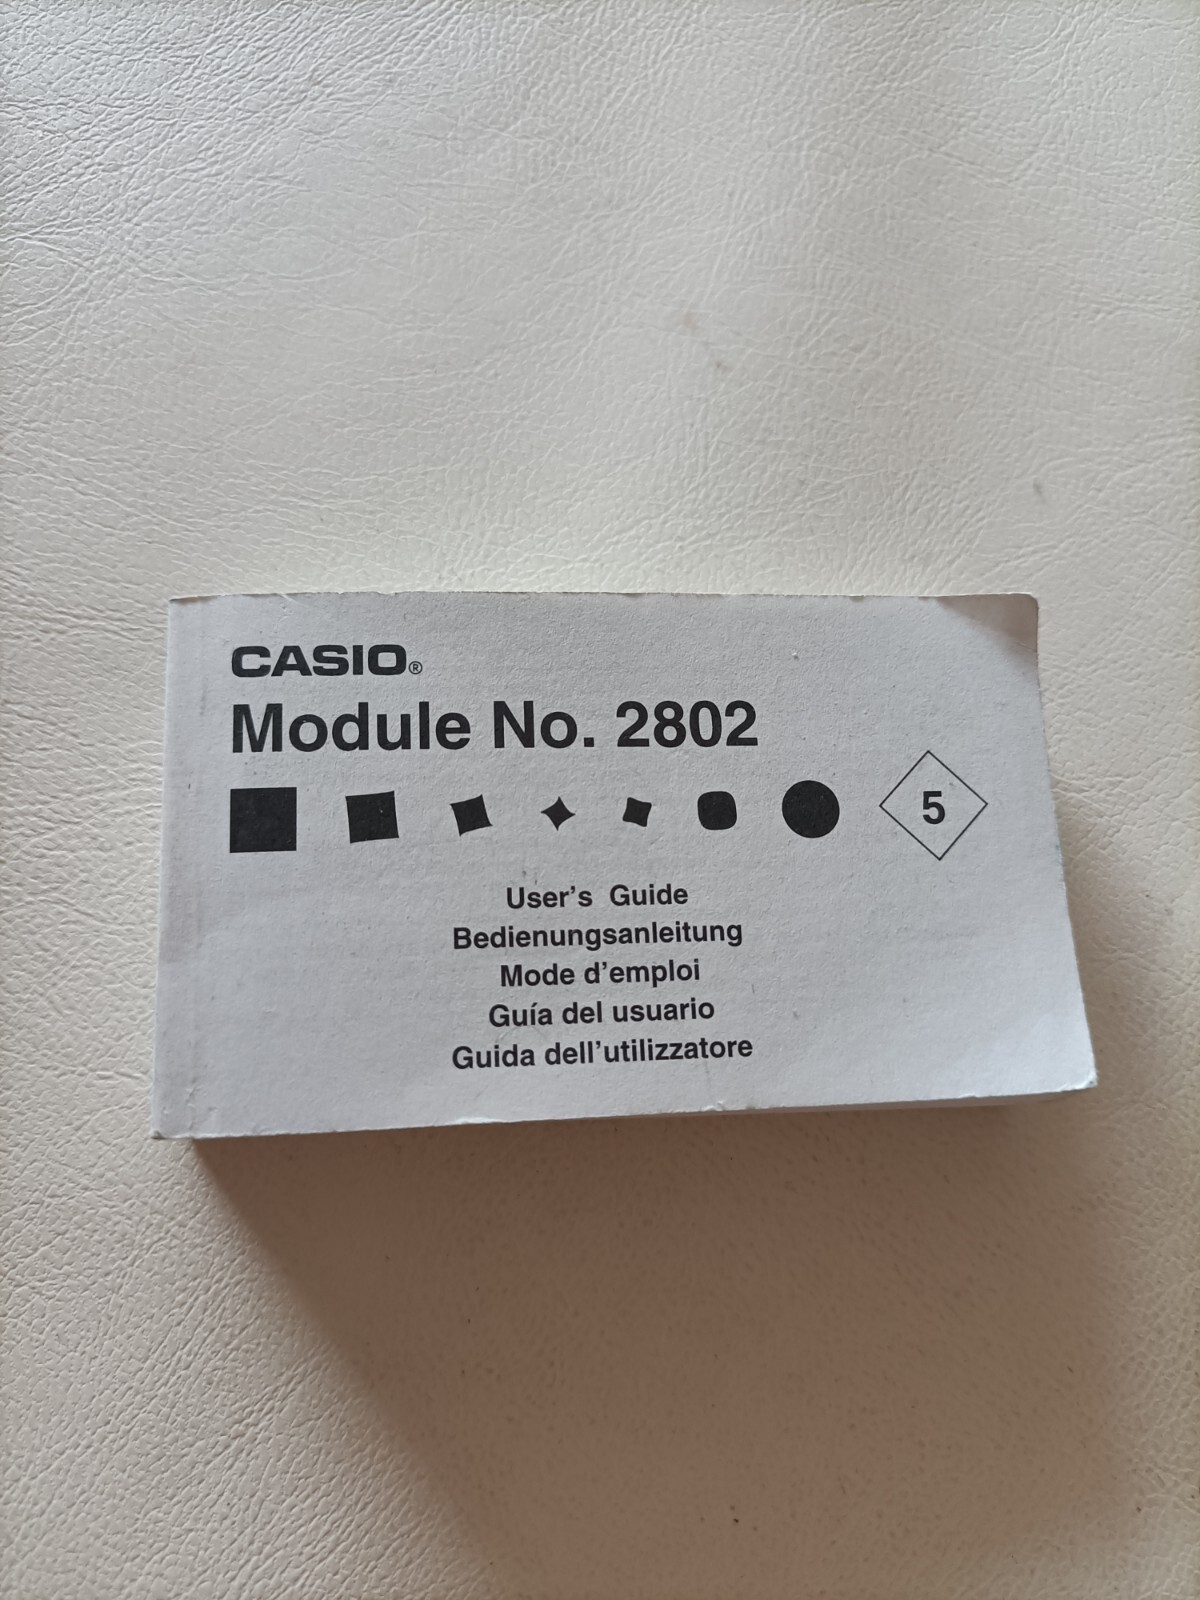 CASIO®
Module No. 2802
5
User's Guide
Bedienungsanleitung
Mode d'emploi
Guía del usuario
Guida dell'utilizzatore